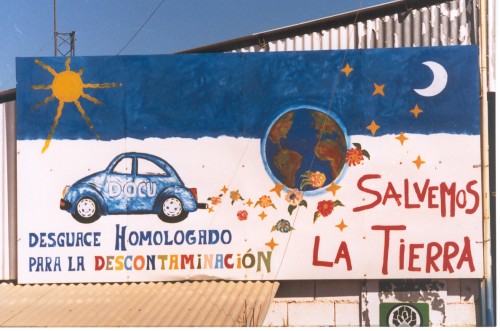 DOCU
DESGUACE HOMOLOGADO
PARA LA DESCONTAMINACIÓN
SALVEMOS
LA TIERRA